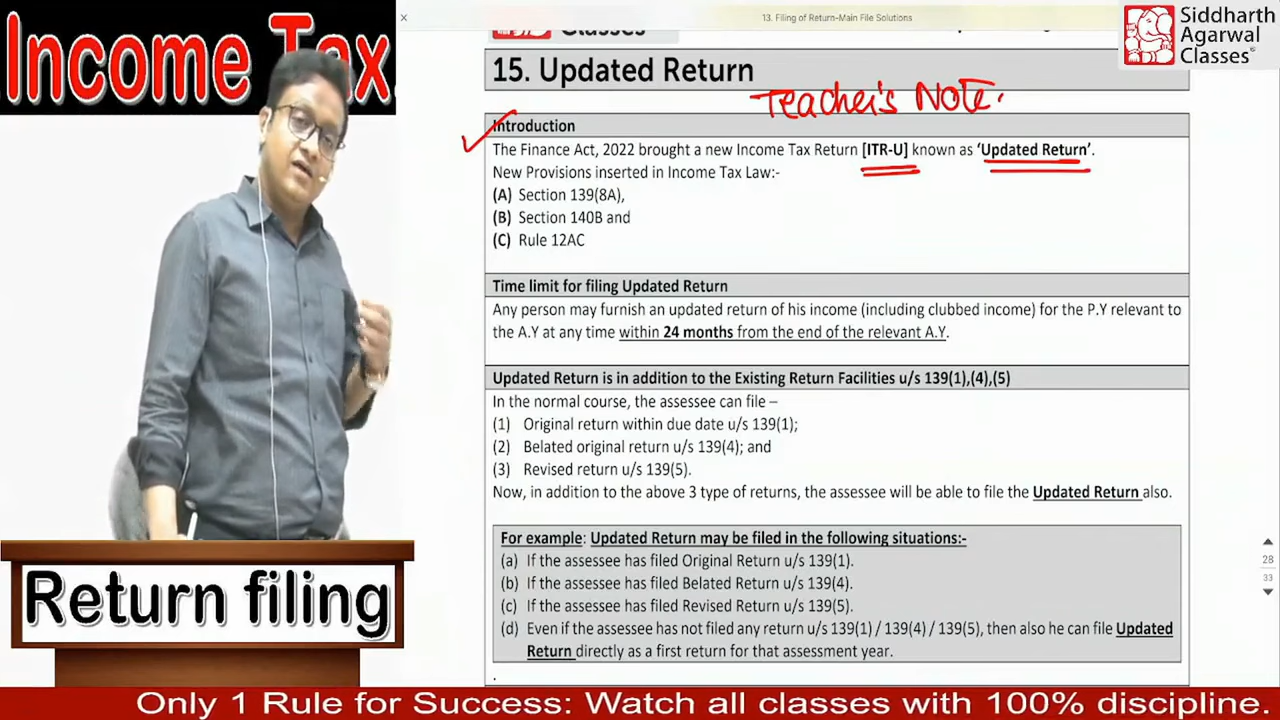 Income Tax.
13. Filing of Return-Main File Solutions
Siddharth
Agarwal
Classes
Classes
15. Updated Return
Teacher's Note.
Introduction
The Finance Act, 2022 brought a new Income Tax Return [ITR-U] known as ‘Updated Return’.
New Provisions inserted in Income Tax Law:-
(A) Section 139(8A),
(B) Section 140B and
(C) Rule 12AC
Time limit for filing Updated Return
Any person may furnish an updated return of his income (including clubbed income) for the P.Y relevant to
the A.Y at any time within 24 months from the end of the relevant A.Y.
Updated Return is in addition to the Existing Return Facilities u/s 139(1),(4),(5)
In the normal course, the assessee can file –
(1) Original return within due date u/s 139(1);
(2) Belated original return u/s 139(4); and
(3) Revised return u/s 139(5).
Now, in addition to the above 3 type of returns, the assessee will be able to file the Updated Return also.
For example: Updated Return may be filed in the following situations:-
(a) If the assessee has filed Original Return u/s 139(1).
(b) If the assessee has filed Belated Return u/s 139(4).
(c) If the assessee has filed Revised Return u/s 139(5).
(d) Even if the assessee has not filed any return u/s 139(1) / 139(4) / 139(5), then also he can file Updated
Return directly as a first return for that assessment year.
28
33
Return filing
Only 1 Rule for Success: Watch all classes with 100% discipline.